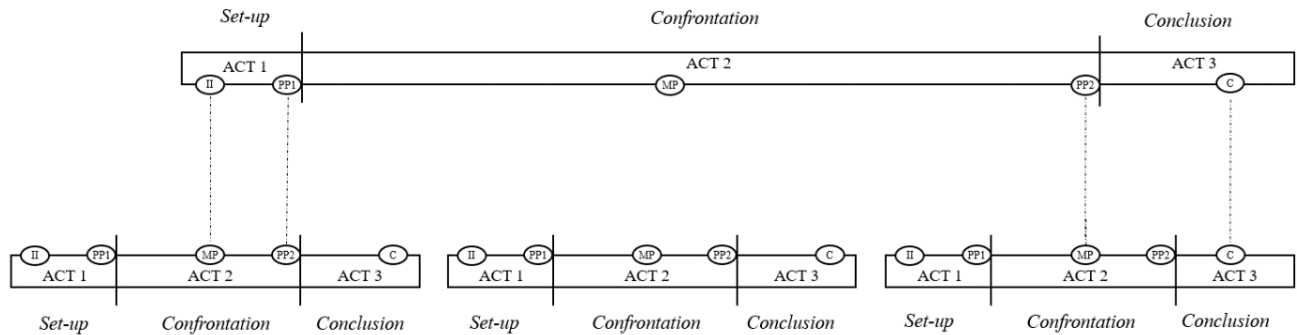 Set-up Confrontation Conclusion
ACT 1 ACT 2 ACT 3
II PP1 MP PP2 C
II PP1 MP PP2 C II PP1 MP PP2 C II PP1 MP PP2 C
ACT 1 ACT 2 ACT 3 ACT 1 ACT 2 ACT 3 ACT 1 ACT 2 ACT 3
Set-up Confrontation Conclusion Set-up Confrontation Conclusion Set-up Confrontation Conclusion